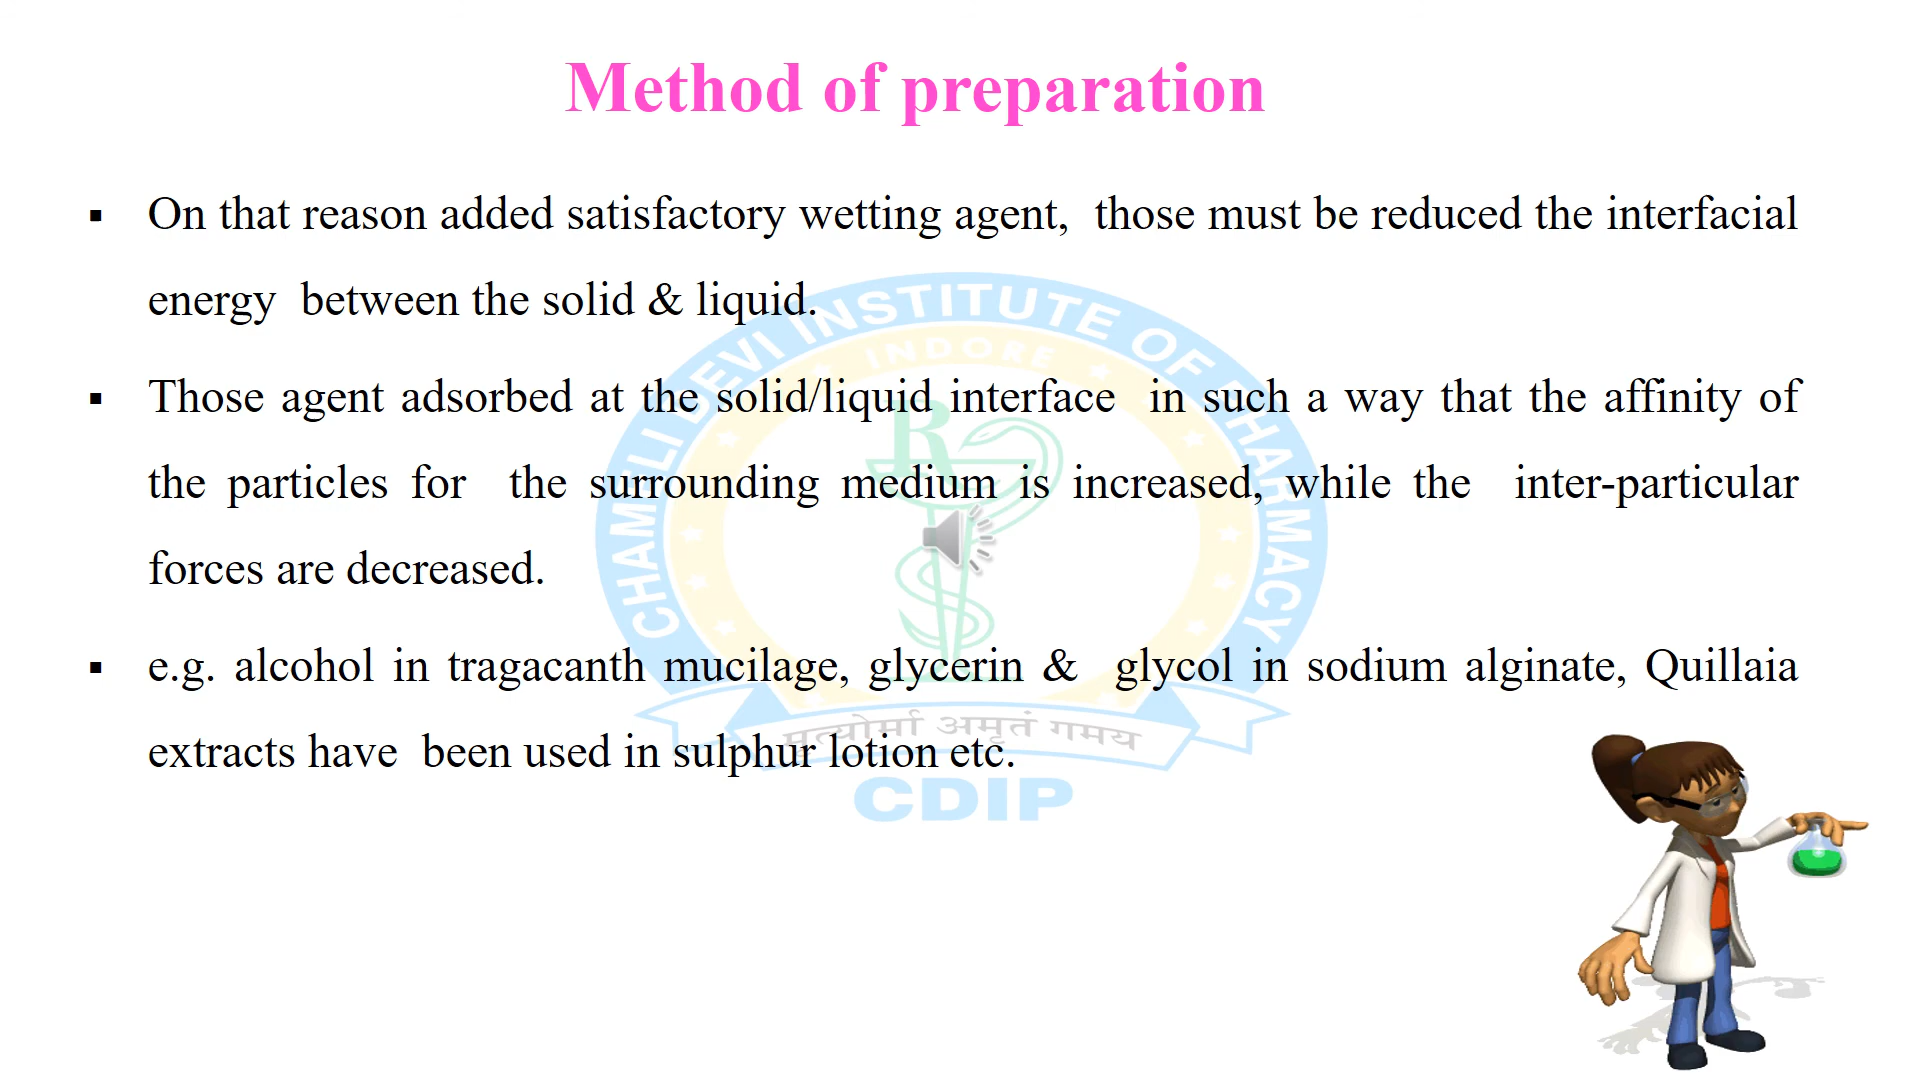 Method of preparation
▪ On that reason added satisfactory wetting agent, those must be reduced the interfacial
energy between the solid & liquid.
▪ Those agent adsorbed at the solid/liquid interface in such a way that the affinity of
the particles for the surrounding medium is increased, while the inter-particular
forces are decreased.
▪ e.g. alcohol in tragacanth mucilage, glycerin & glycol in sodium alginate, Quillaia
extracts have been used in sulphur lotion etc.
CHAMELI DEVI INSTITUTE OF PHARMACY
INDORE
R
मृत्योर्मा अमृतं गमय
CDIP